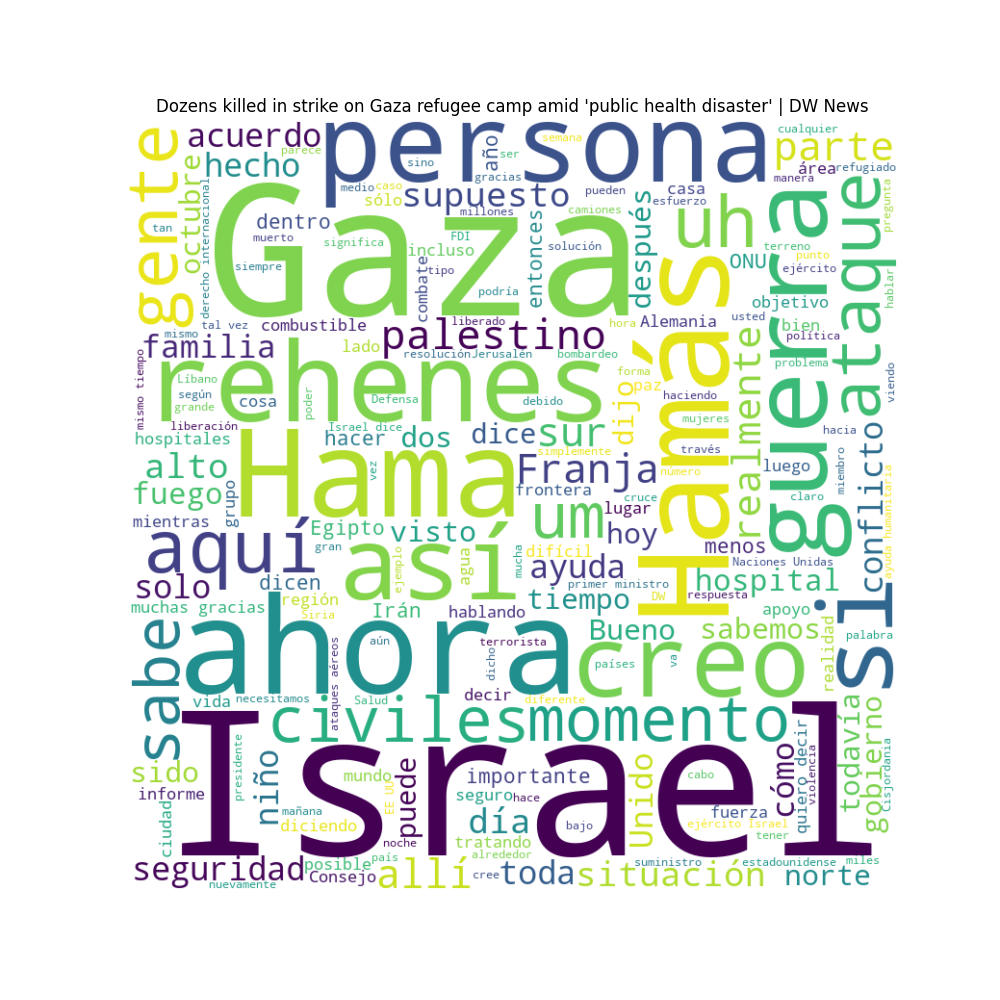 Dozens killed in strike on Gaza refugee camp amid 'public health disaster' | DW News
persona
acuerdo
hecho
gente
octubre
derecho internacional
tan
parece
sino
año
ser
semana
cualquier
parte
área
refugiado
manera
pregunta
gracias
medio
caso
sólo
supuesto
pueden
casa
esfuerzo
dentro
muerto
millones
camiones
Gaza
significa
FDI
incluso
tipo
combate
entonces
solución
después
uh
ONU
terreno
punto
ejército
guerra
ataque
hablar
siempre
podría
objetivo
mismo
tal vez
combustible
liberado
palestino
hora
Alemania
usted
bien
política
familia
lado
resolución
Jerusalén
bombardeo
forma
paz
problema
viendo
mismo tiempo
Líbano
según
cosa
grande
poder
rehenes
Defensa
debido
dijo
haciendo
mujeres
Hamás
realmente
liberación
Israel dice
hospitales
hacer
dos
dice
sur
simplemente
través
hacia
conflicto
alto
vez
Hama
Franja
número
luego
miembro
fuego
grupo
frontera
cruce
claro
ayuda humanitaria
mientras
Egipto
visto
um
lugar
hoy
menos
aquí
gran
así
ejemplo
agua
mucha
difícil
ayuda
primer ministro
Naciones Unidas
solo
dicen
DW
respuesta
hospital
si
muchas gracias
región
Siria
Irán
hablando
tiempo
apoyo
sabe
ahora
aún
terrorista
Bueno
sabemos
realidad
palabra
ataques aéreos
dicho
creo
países
va
vida
necesitamos
Salud
decir
diferente
civiles
momento
todavía
gobierno
Cisjordania
sido
presidente
niño
mundo
EE UU
puede
importante
Unido
cabo
cómo
quiero decir
violencia
informe
ciudad
mañana
diciendo
seguro
hace
día
bajo
fuerza
ejército israel
tener
Israel
noche
tratando
seguridad
posible
país
alrededor
suministro
estadounidense
miles
nuevamente
Consejo
allí
cree
toda
situación
norte